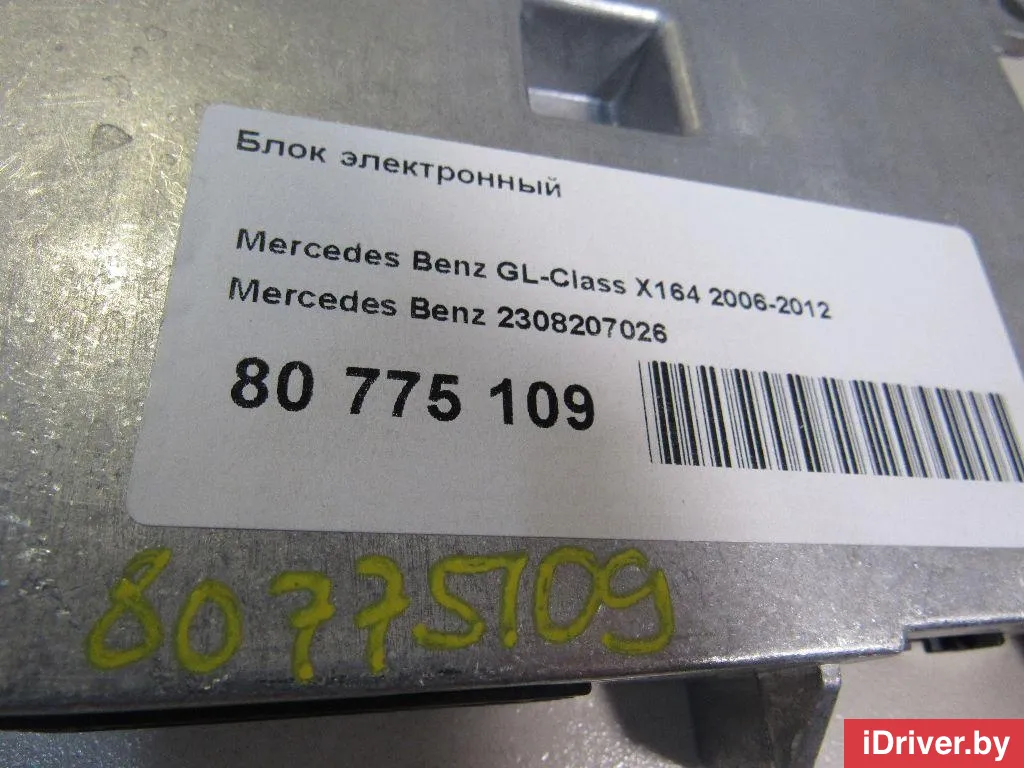 Блок электронный
Mercedes Benz GL-Class X164 2006-2012
Mercedes Benz 2308207026
80 775 109
80775109
iDriver.by